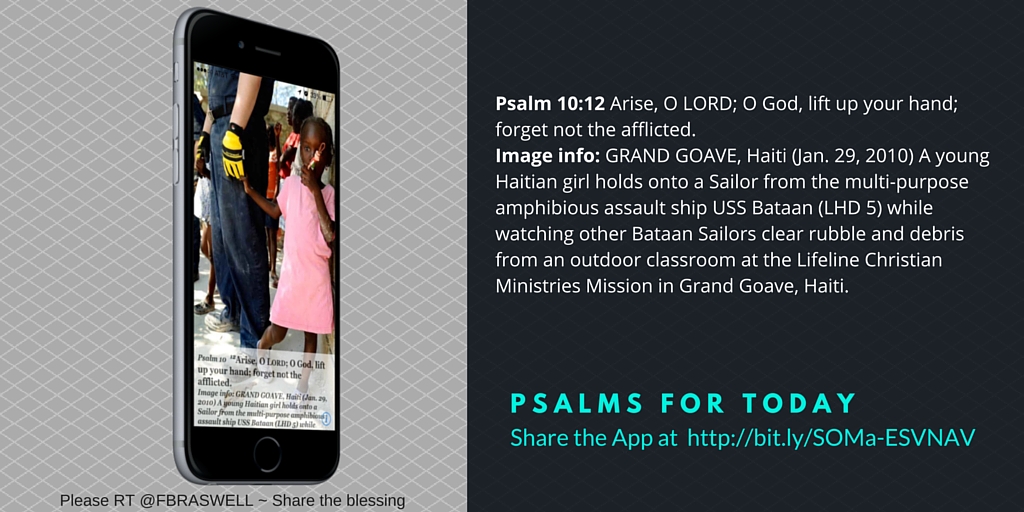 Psalm 10 ¹²Arise, O LORD; O God, lift
up your hand; forget not the
afflicted.
Image info: GRAND GOAVE, Haiti (Jan. 29,
2010) A young Haitian girl holds onto a
Sailor from the multi-purpose amphibious
assault ship USS Bataan (LHD 5) while
Please RT @FBRASWELL ~ Share the blessing
Psalm 10:12 Arise, O LORD; O God, lift up your hand;
forget not the afflicted.
Image info: GRAND GOAVE, Haiti (Jan. 29, 2010) A young
Haitian girl holds onto a Sailor from the multi-purpose
amphibious assault ship USS Bataan (LHD 5) while
watching other Bataan Sailors clear rubble and debris
from an outdoor classroom at the Lifeline Christian
Ministries Mission in Grand Goave, Haiti.
PSALMS FOR TODAY
Share the App at http://bit.ly/SOMa-ESVNAV